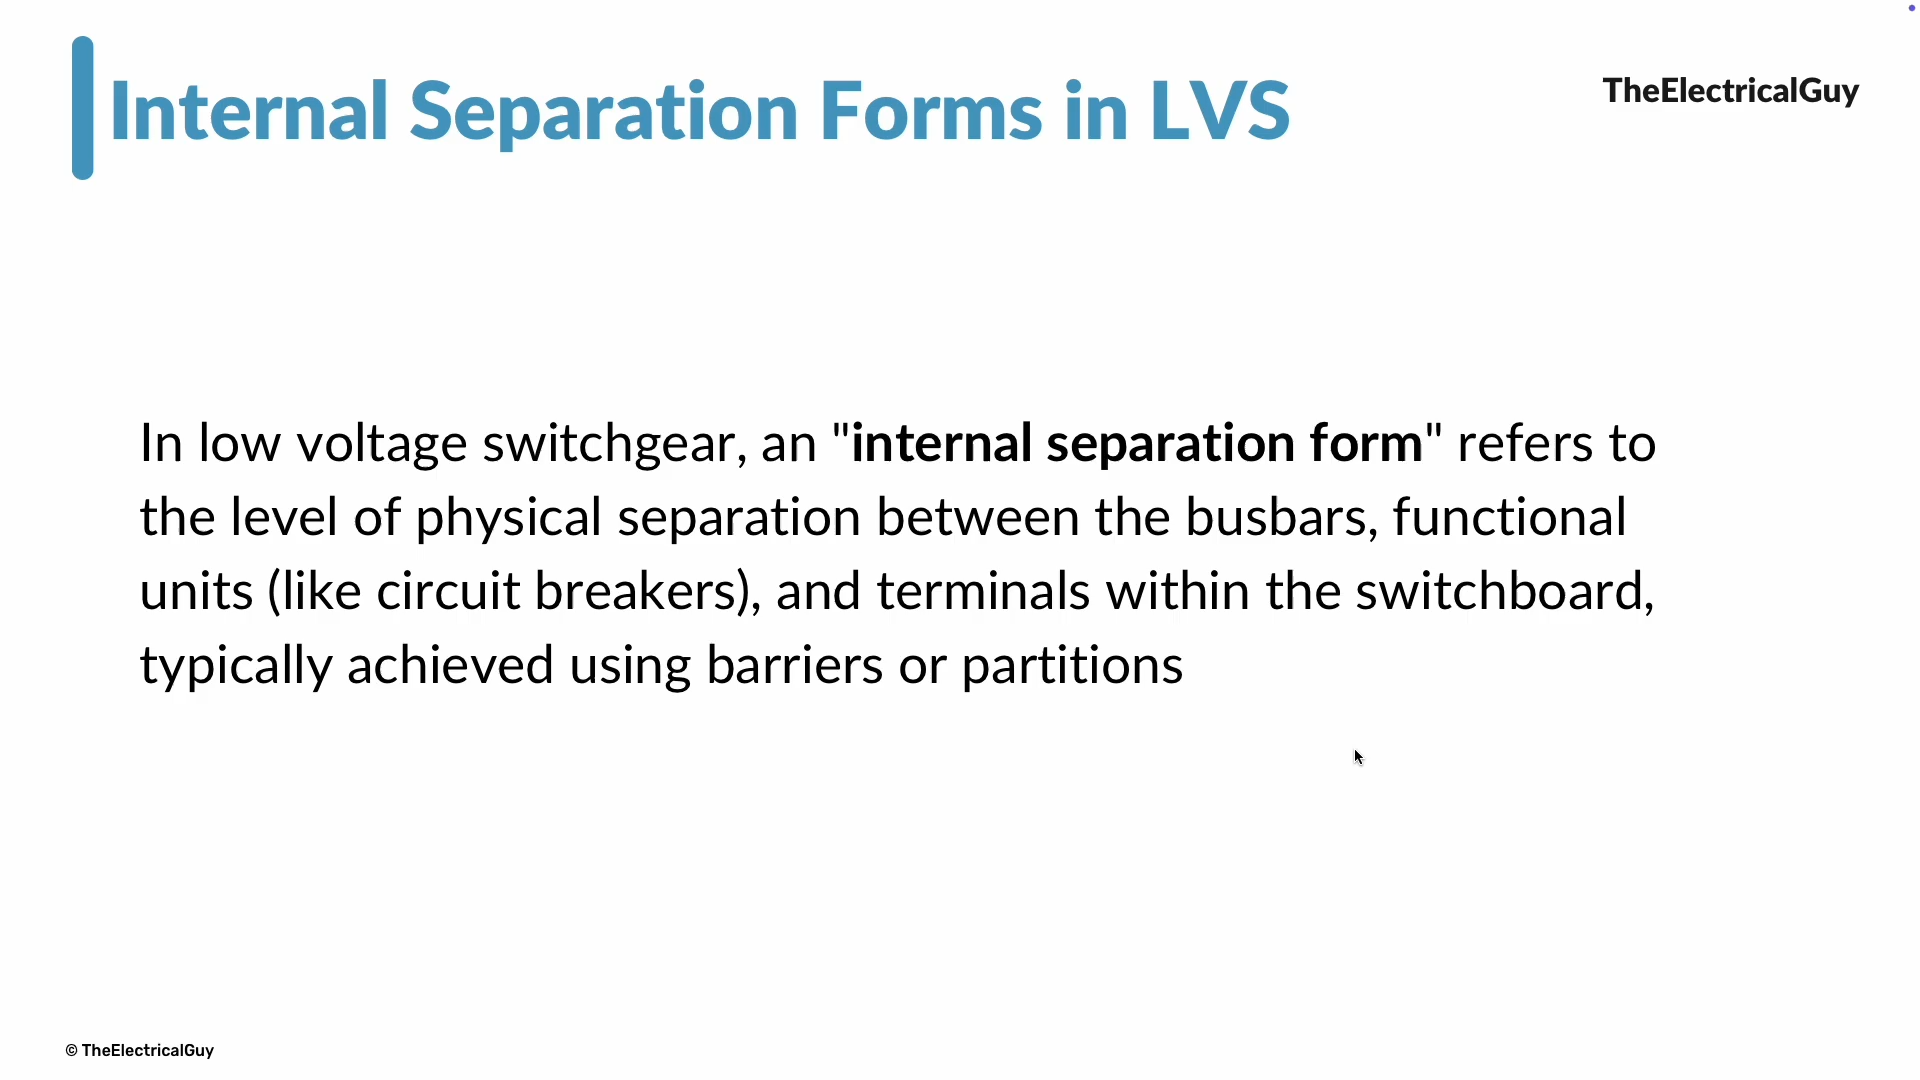 Internal Separation Forms in LVS
TheElectricalGuy
In low voltage switchgear, an "internal separation form" refers to
the level of physical separation between the busbars, functional
units (like circuit breakers), and terminals within the switchboard,
typically achieved using barriers or partitions
© TheElectricalGuy